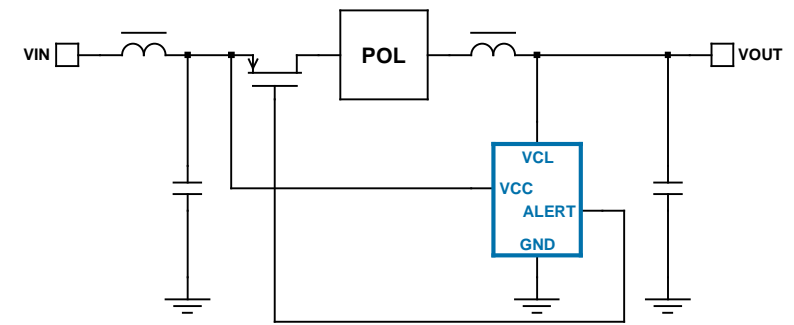 VIN
POL
VOUT
VCL
VCC
ALERT
GND